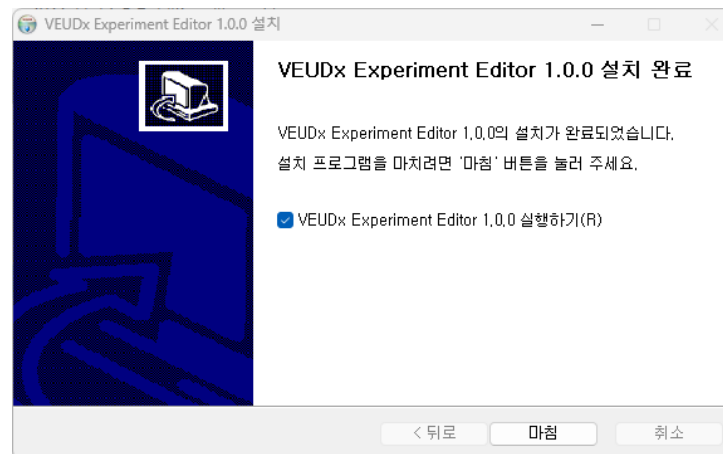 VEUDx Experiment Editor 1.0.0 설치
VEUDx Experiment Editor 1.0.0 설치 완료
VEUDx Experiment Editor 1.0.0의 설치가 완료되었습니다.
설치 프로그램을 마치려면 '마침' 버튼을 눌러 주세요.
VEUDx Experiment Editor 1.0.0 실행하기(R)
< 뒤로 마침 취소